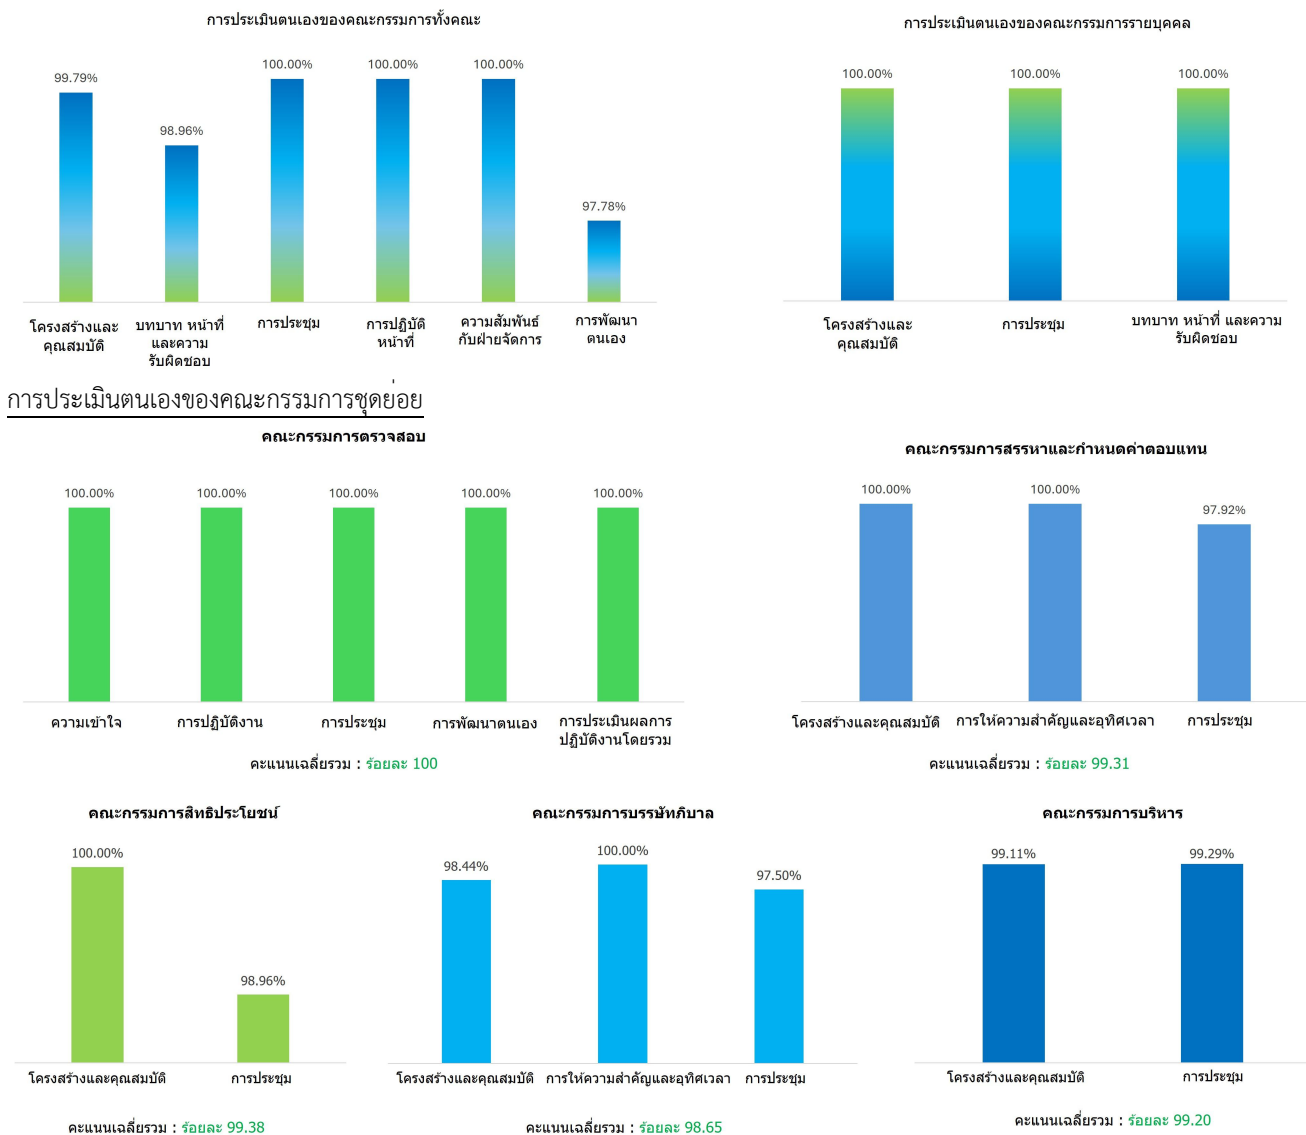 การประเมินตนเองของคณะกรรมการทั้งคณะ
99.79%
98.96%
100.00%
100.00%
100.00%
97.78%
โครงสร้างและ
คุณสมบัติ
บทบาท หน้าที่
และความ
รับผิดชอบ
การประชุม
การปฏิบัติ
หน้าที่
ความสัมพันธ์
กับฝ่ายจัดการ
การพัฒนา
ตนเอง
การประเมินตนเองของคณะกรรมการรายบุคคล
100.00%
100.00%
100.00%
โครงสร้างและ
คุณสมบัติ
การประชุม
บทบาท หน้าที่ และความ
รับผิดชอบ
การประเมินตนเองของคณะกรรมการชุดย่อย
คณะกรรมการตรวจสอบ
100.00%
100.00%
100.00%
100.00%
100.00%
ความเข้าใจ
การปฏิบัติงาน
การประชุม
การพัฒนาตนเอง
การประเมินผลการ
ปฏิบัติงานโดยรวม
คะแนนเฉลี่ยรวม : ร้อยละ 100
คณะกรรมการสรรหาและกำหนดค่าตอบแทน
100.00%
100.00%
97.92%
โครงสร้างและคุณสมบัติ
การให้ความสำคัญและอุทิศเวลา
การประชุม
คะแนนเฉลี่ยรวม : ร้อยละ 99.31
คณะกรรมการสิทธิประโยชน์
100.00%
98.96%
โครงสร้างและคุณสมบัติ
การประชุม
คะแนนเฉลี่ยรวม : ร้อยละ 99.38
คณะกรรมการบรรษัทภิบาล
98.44%
100.00%
97.50%
โครงสร้างและคุณสมบัติ
การให้ความสำคัญและอุทิศเวลา
การประชุม
คะแนนเฉลี่ยรวม : ร้อยละ 98.65
คณะกรรมการบริหาร
99.11%
99.29%
โครงสร้างและคุณสมบัติ
การประชุม
คะแนนเฉลี่ยรวม : ร้อยละ 99.20